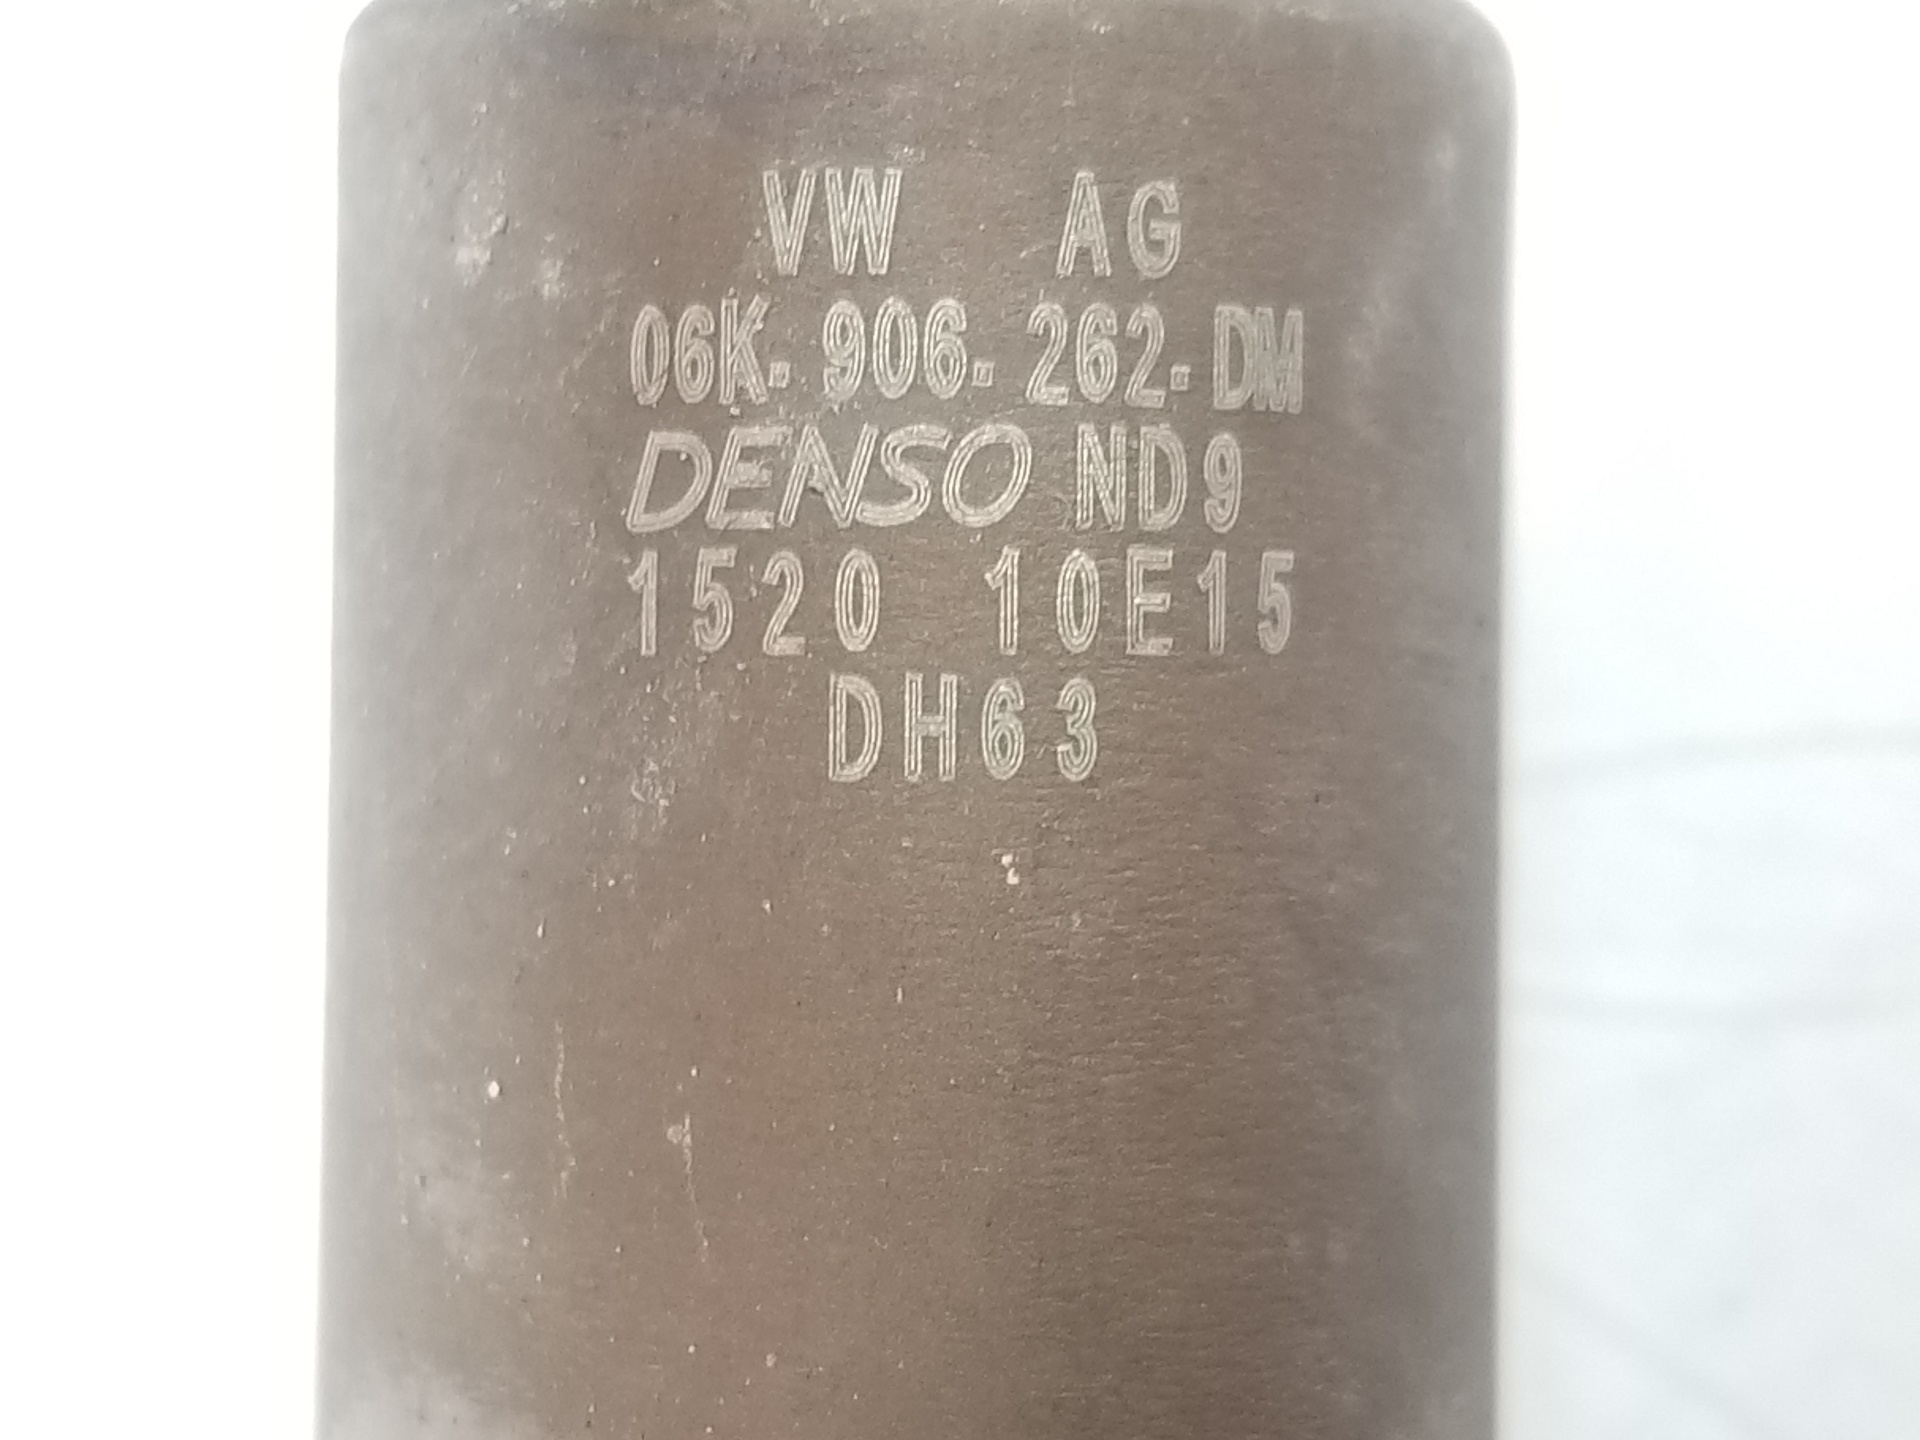 VW AG
06K.906.262.DM
DENSO ND9
1520 10E15
DH63